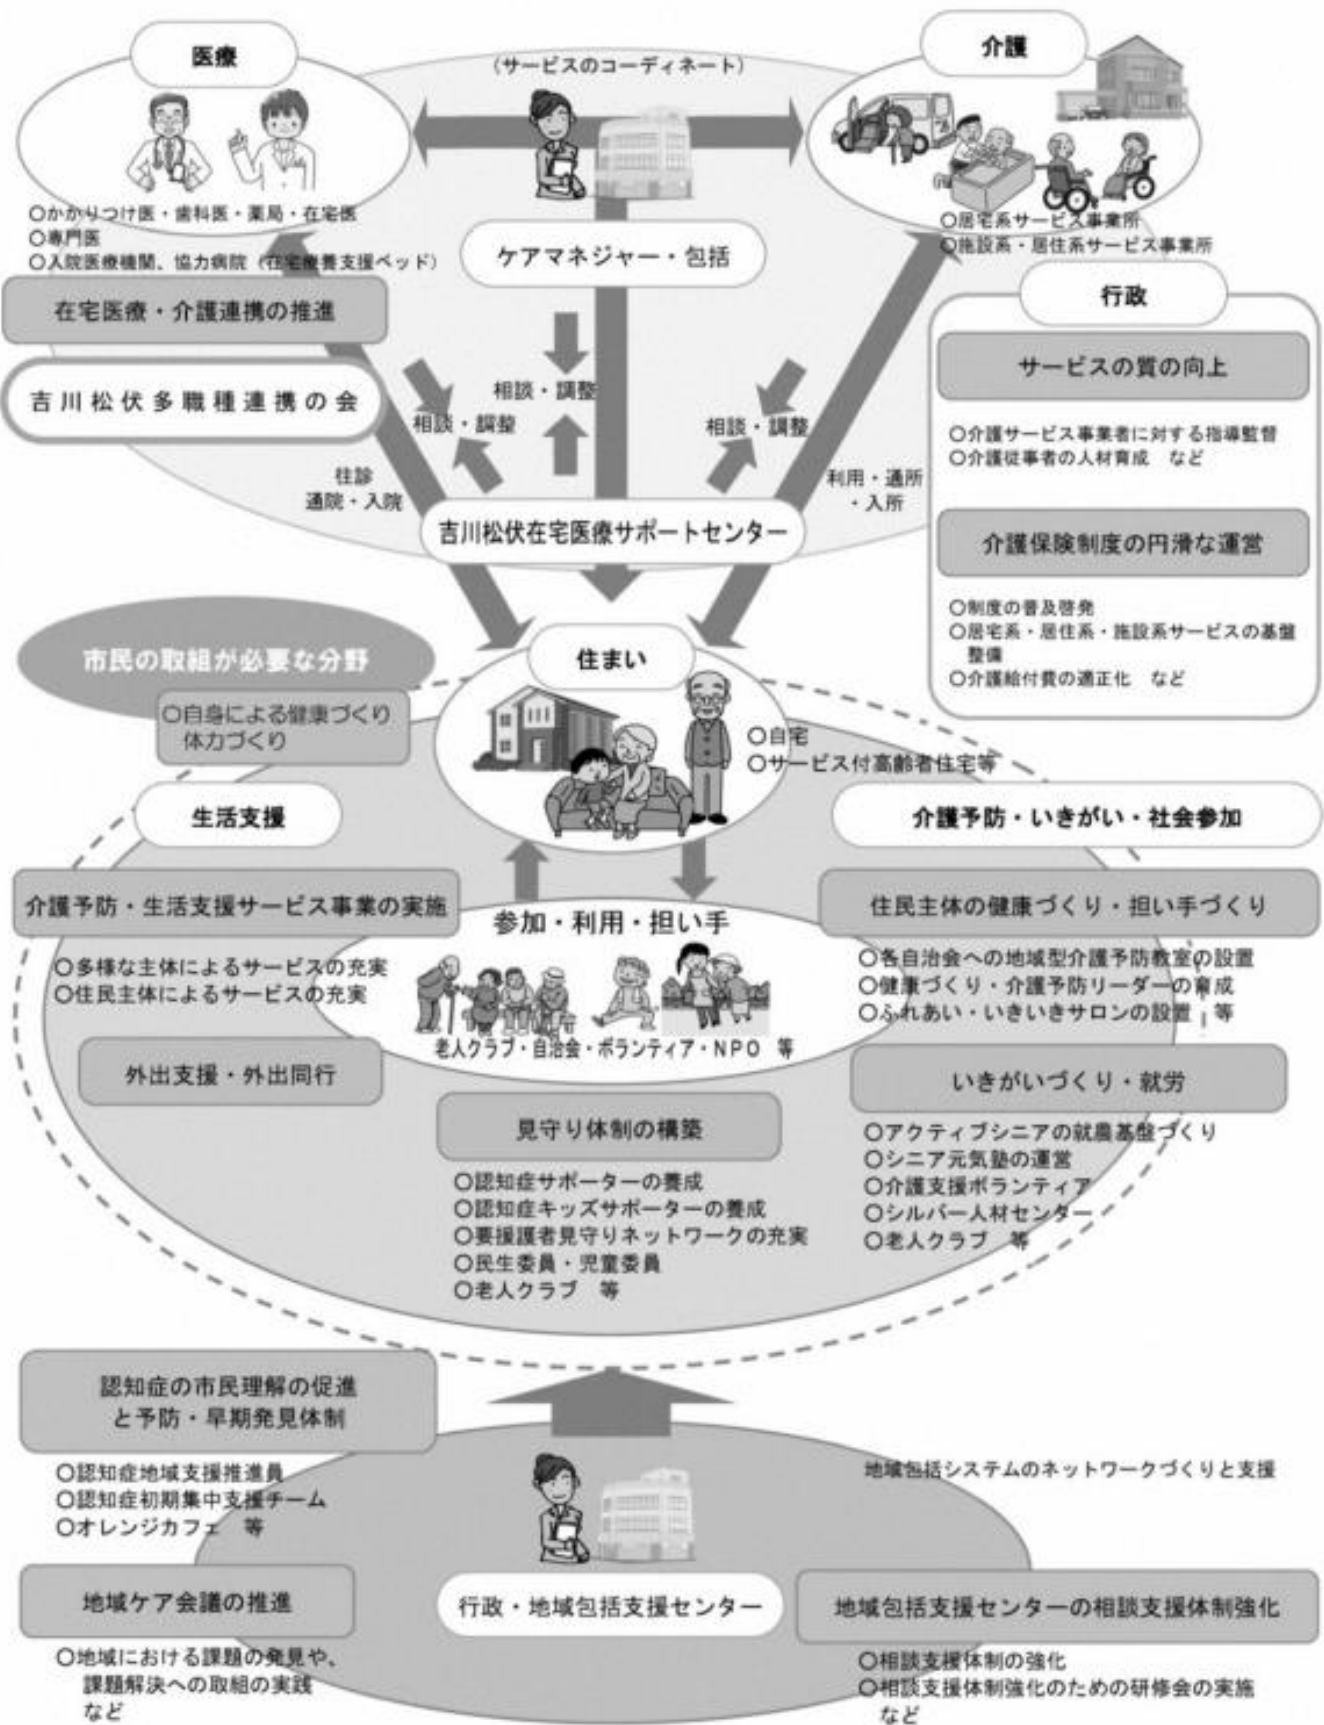 医療
(サービスのコーディネート)
介護
○かかりつけ医・歯科医・薬局・在宅医
○専門医
○入院医療機関、協力病院（在宅療養支援ベッド）
ケアマネジャー・包括
○居宅系サービス事業所
○施設系・居住系サービス事業所
在宅医療・介護連携の推進
吉川松伏多職種連携の会
相談・調整
相談・調整
相談・調整
往診
通院・入院
利用・通所
・入所
吉川松伏在宅医療サポートセンター
行政
サービスの質の向上
○介護サービス事業者に対する指導監督
○介護従事者の人材育成　など
介護保険制度の円滑な運営
○制度の普及啓発
○居宅系・居住系・施設系サービスの基盤
整備
○介護給付費の適正化　など
市民の取組が必要な分野
○自身による健康づくり
体力づくり
住まい
○自宅
○サービス付高齢者住宅等
生活支援
介護予防・生活支援サービス事業の実施
○多様な主体によるサービスの充実
○住民主体によるサービスの充実
外出支援・外出同行
参加・利用・担い手
老人クラブ・自治会・ボランティア・NPO　等
見守り体制の構築
○認知症サポーターの養成
○認知症キッズサポーターの養成
○要援護者見守りネットワークの充実
○民生委員・児童委員
○老人クラブ　等
介護予防・いきがい・社会参加
住民主体の健康づくり・担い手づくり
○各自治会への地域型介護予防教室の設置
○健康づくり・介護予防リーダーの育成
○ふれあい・いきいきサロンの設置　等
いきがいづくり・就労
○アクティブシニアの就農基盤づくり
○シニア元気塾の運営
○介護支援ボランティア
○シルバー人材センター
○老人クラブ　等
認知症の市民理解の促進
と予防・早期発見体制
○認知症地域支援推進員
○認知症初期集中支援チーム
○オレンジカフェ　等
地域包括システムのネットワークづくりと支援
地域ケア会議の推進
○地域における課題の発見や、
課題解決への取組の実践
など
行政・地域包括支援センター
地域包括支援センターの相談支援体制強化
○相談支援体制の強化
○相談支援体制強化のための研修会の実施
など